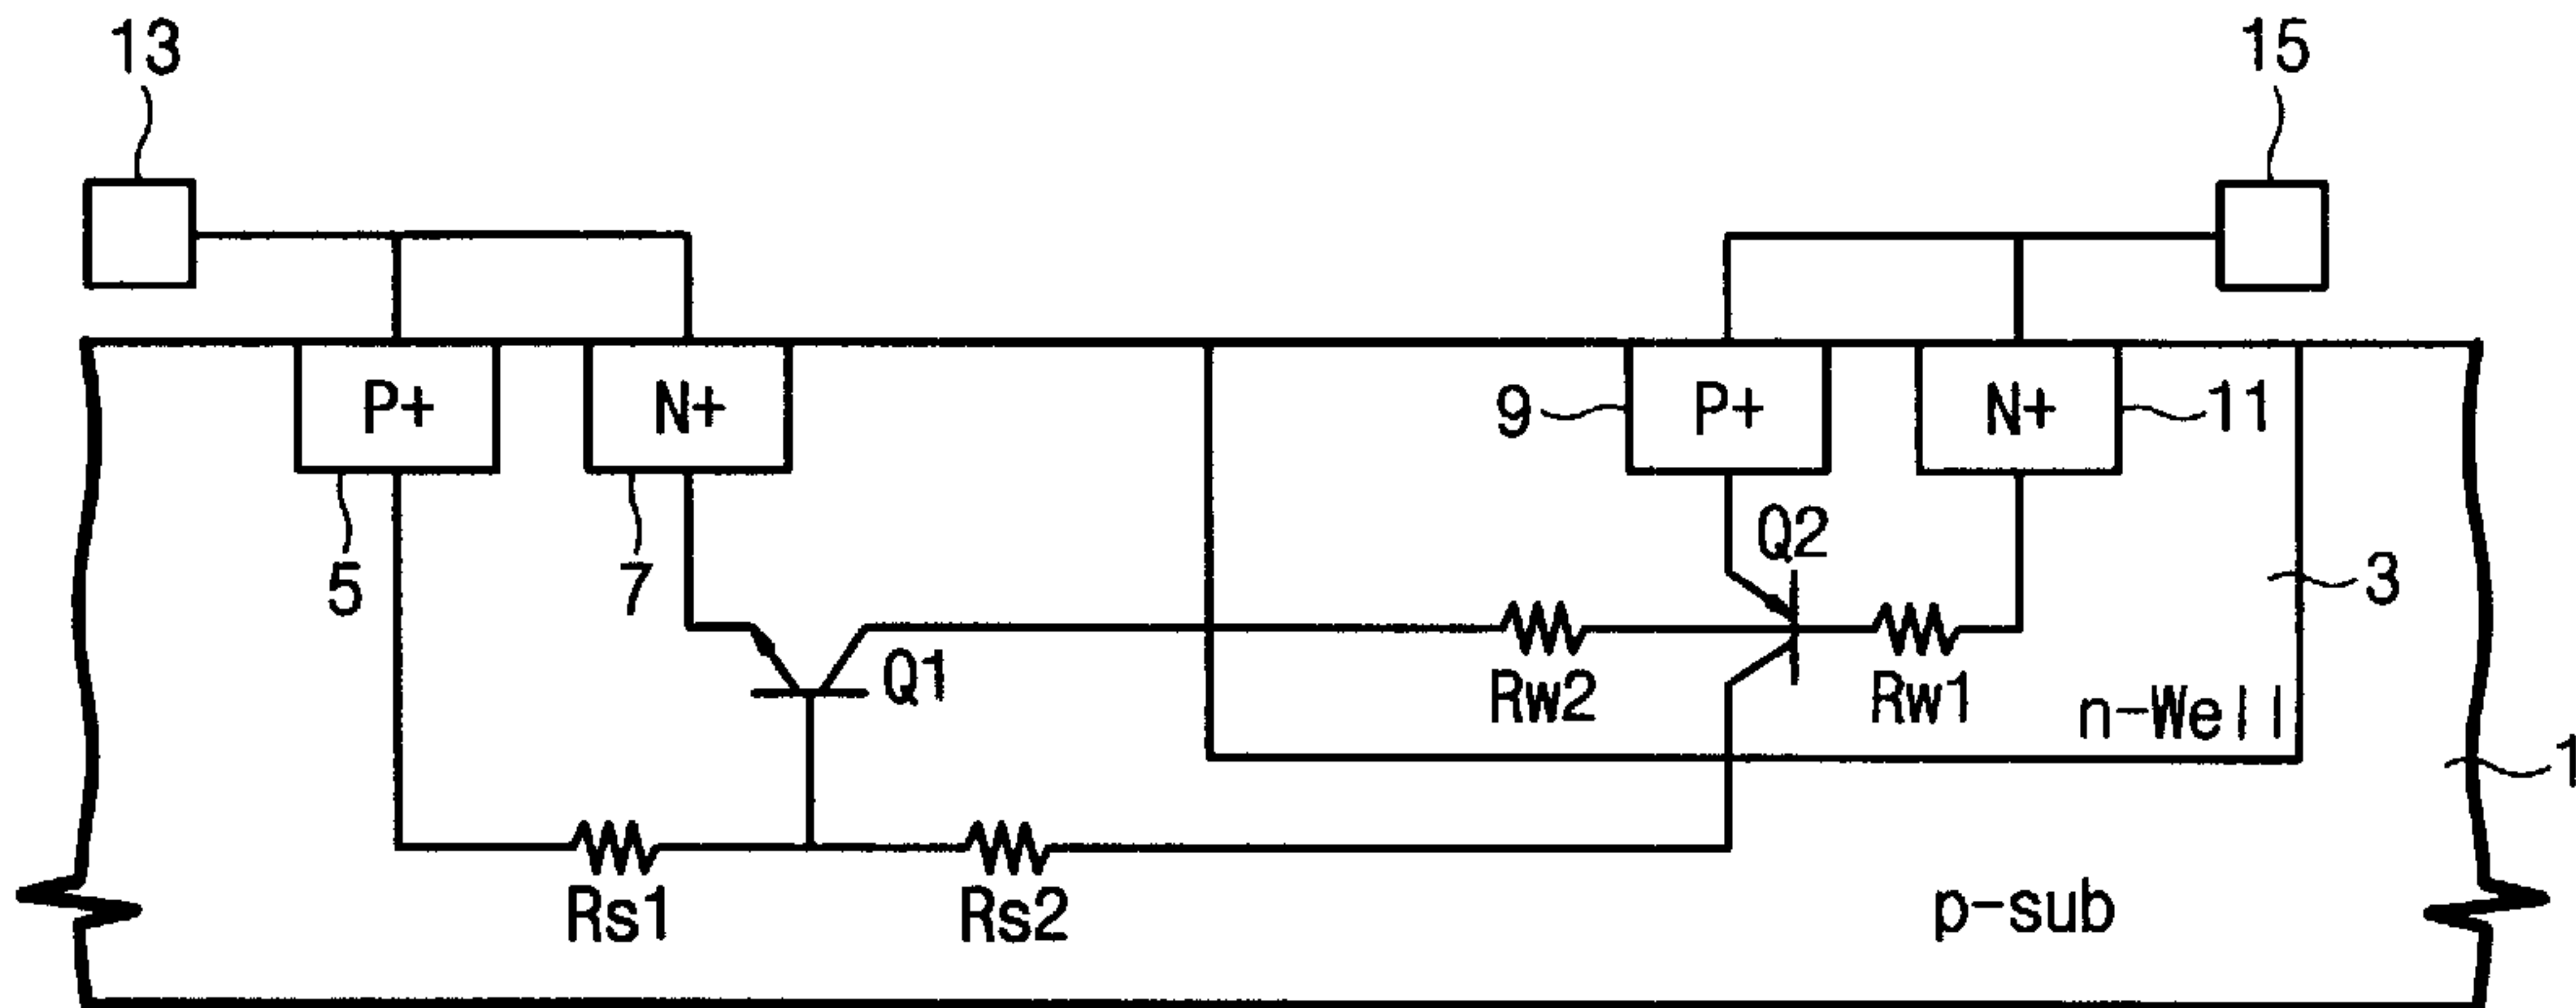 13
15
P+
N+
9
P+
N+
11
5
7
Q2
3
Q1
Rw2
Rw1
n-Well
1
Rs1
Rs2
p-sub